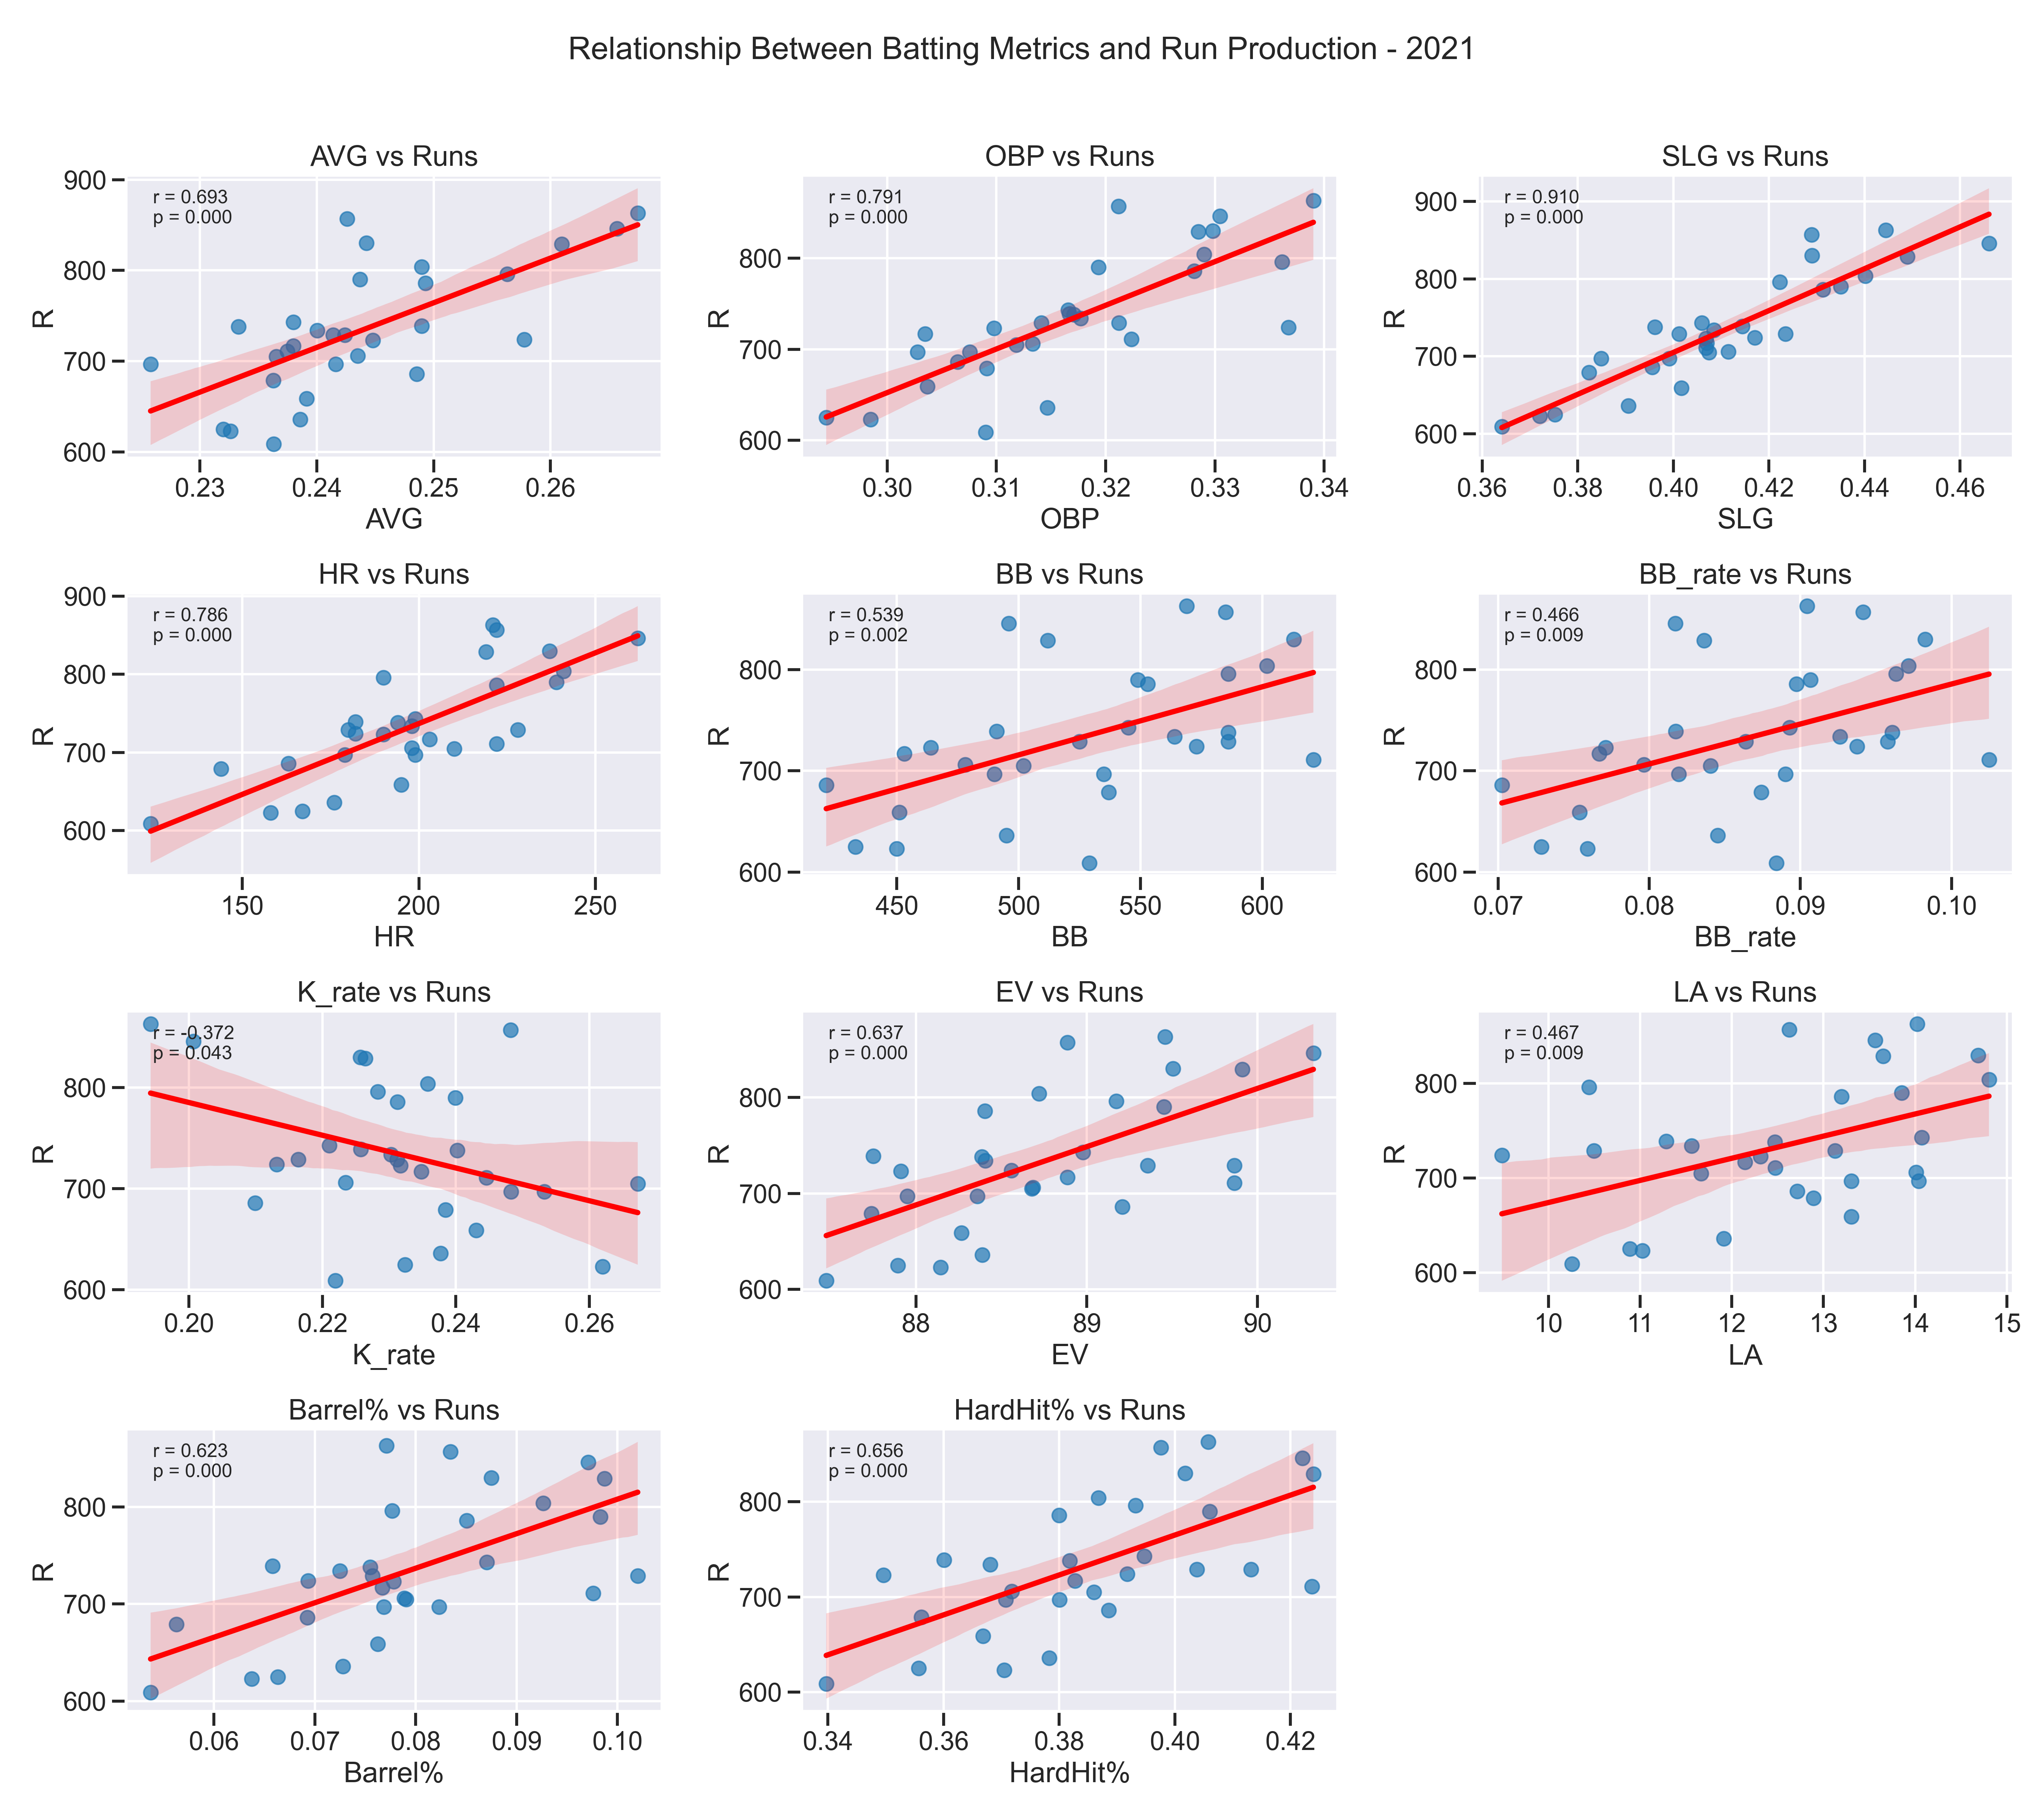 Relationship Between Batting Metrics and Run Production - 2021
AVG vs Runs
r = 0.693
p = 0.000
900
800
700
600
R
0.23 0.24 0.25 0.26
AVG
OBP vs Runs
r = 0.791
p = 0.000
800
700
600
R
0.30 0.31 0.32 0.33 0.34
OBP
SLG vs Runs
r = 0.910
p = 0.000
900
800
700
600
R
0.36 0.38 0.40 0.42 0.44 0.46
SLG
HR vs Runs
r = 0.786
p = 0.000
900
800
700
600
R
150 200 250
HR
BB vs Runs
r = 0.539
p = 0.002
800
700
600
R
450 500 550 600
BB
BB_rate vs Runs
r = 0.466
p = 0.009
800
700
600
R
0.07 0.08 0.09 0.10
BB_rate
K_rate vs Runs
r = -0.372
p = 0.043
800
700
600
R
0.20 0.22 0.24 0.26
K_rate
EV vs Runs
r = 0.637
p = 0.000
800
700
600
R
88 89 90
EV
LA vs Runs
r = 0.467
p = 0.009
800
700
600
R
10 11 12 13 14 15
LA
Barrel% vs Runs
r = 0.623
p = 0.000
800
700
600
R
0.06 0.07 0.08 0.09 0.10
Barrel%
HardHit% vs Runs
r = 0.656
p = 0.000
800
700
600
R
0.34 0.36 0.38 0.40 0.42
HardHit%